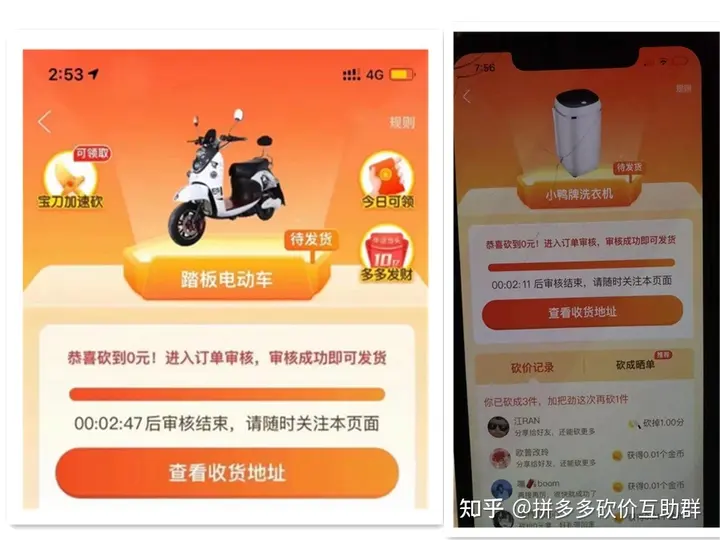 2:53
4G
规则
可领取
宝刀加速砍
今日可领
待发货
踏板电动车
多多发财
恭喜砍到0元！进入订单审核，审核成功即可发货
00:02:47后审核结束，请随时关注本页面
查看收货地址
7:56
规则
待发货
小鸭牌洗衣机
恭喜砍到0元！进入订单审核，审核成功即可发货
00:02:11后审核结束，请随时关注本页面
查看收货地址
砍价记录
砍成晒单
你已砍成3件，加把劲这次再砍1件
江RAN
砍掉1.00分
分享给好友，还能砍更多
欧普改玲
获得0.01个金币
分享给好友，还能砍更多
boom
获得0.01个金币
知乎 @拼多多砍价互助群